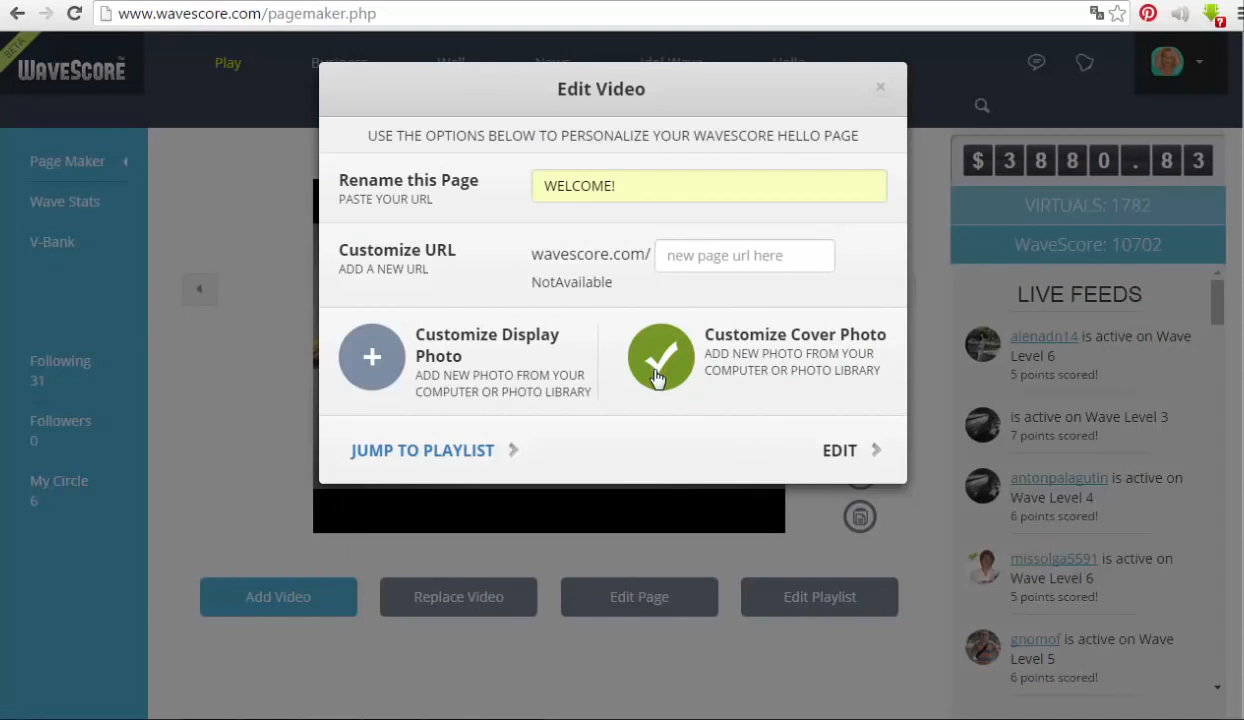 www.wavescore.com/pagemaker.php
BETA
WAVESCORE
Play
Edit Video
USE THE OPTIONS BELOW TO PERSONALIZE YOUR WAVESCORE HELLO PAGE
Rename this Page
PASTE YOUR URL
WELCOME!
Customize URL
ADD A NEW URL
wavescore.com/
new page url here
NotAvailable
Customize Display
Photo
ADD NEW PHOTO FROM YOUR
COMPUTER OR PHOTO LIBRARY
Customize Cover Photo
ADD NEW PHOTO FROM YOUR
COMPUTER OR PHOTO LIBRARY
JUMP TO PLAYLIST
EDIT
Page Maker
Wave Stats
V-Bank
Following
31
Followers
0
My Circle
6
Add Video
Replace Video
Edit Page
Edit Playlist
$3880.83
VIRTUALS: 1782
WaveScore: 10702
LIVE FEEDS
alenadn14 is active on Wave
Level 6
5 points scored!
is active on Wave Level 3
7 points scored!
antonpalagutin is active on
Wave Level 4
6 points scored!
missolga5591 is active on
Wave Level 6
5 points scored!
gnomof is active on Wave
Level 5
6 points scored!